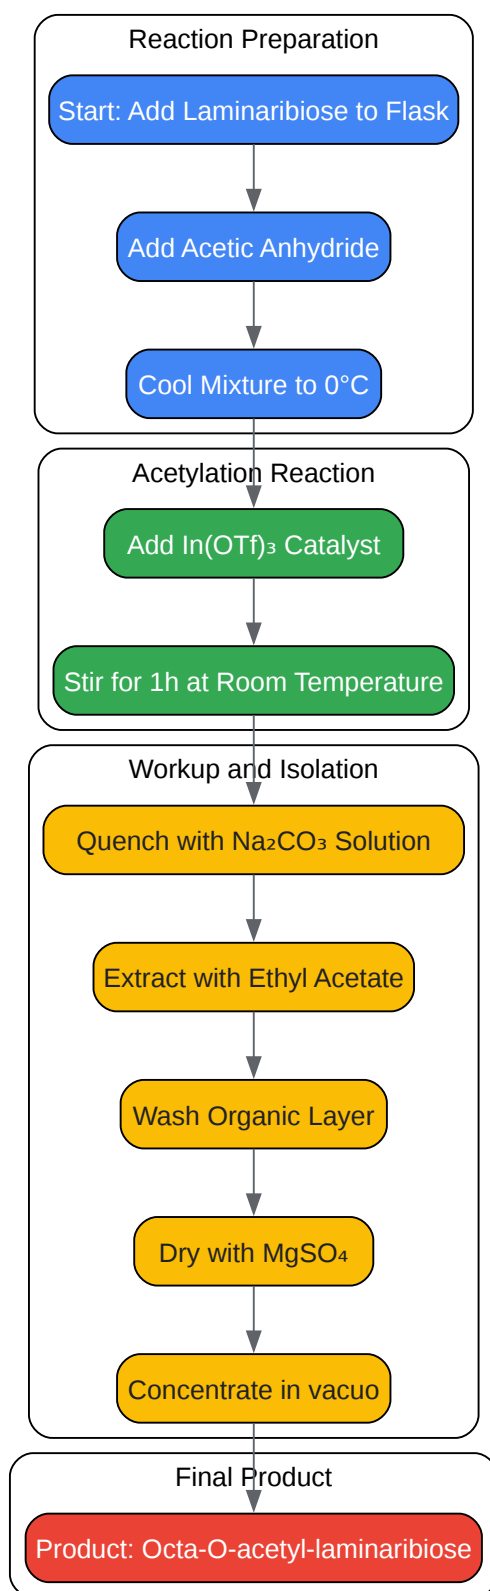 Reaction Preparation
Start: Add Laminaribiose to Flask
Add Acetic Anhydride
Cool Mixture to 0°C
Acetylation Reaction
Add In(OTf)₃ Catalyst
Stir for 1h at Room Temperature
Workup and Isolation
Quench with Na₂CO₃ Solution
Extract with Ethyl Acetate
Wash Organic Layer
Dry with MgSO₄
Concentrate in vacuo
Final Product
Product: Octa-O-acetyl-laminaribiose